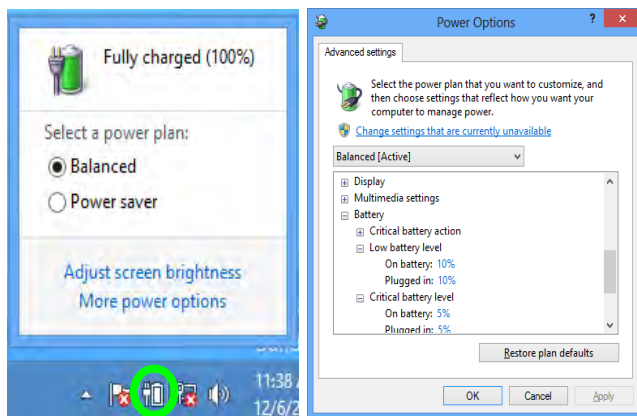 Fully charged (100%)
Select a power plan:
Balanced
Power saver
Adjust screen brightness
More power options
11:38
12/6/2
Power Options
?
x
Advanced settings
Select the power plan that you want to customize, and
then choose settings that reflect how you want your
computer to manage power.
Change settings that are currently unavailable
Balanced [Active]
Display
Multimedia settings
Battery
Critical battery action
Low battery level
On battery: 10%
Plugged in: 10%
Critical battery level
On battery: 5%
Plugged in: 5%
Restore plan defaults
OK
Cancel
Apply